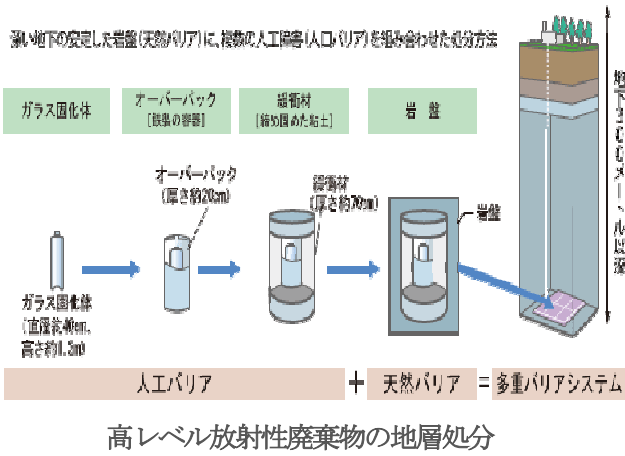 深い地下の安定した岩盤(天然バリア)に、複数の人工障害(人工バリア)を組み合わせた処分方法
ガラス固化体
オーバーパック
[鉄製の容器]
緩衝材
[締め固めた粘土]
岩 盤
オーバーパック
(厚さ約20cm)
緩衝材
(厚さ約70cm)
岩盤
ガラス固化体
(直径約40cm、
高さ約1.3m)
地下300メートル以深
人工バリア
+
天然バリア
=
多重バリアシステム
高レベル放射性廃棄物の地層処分